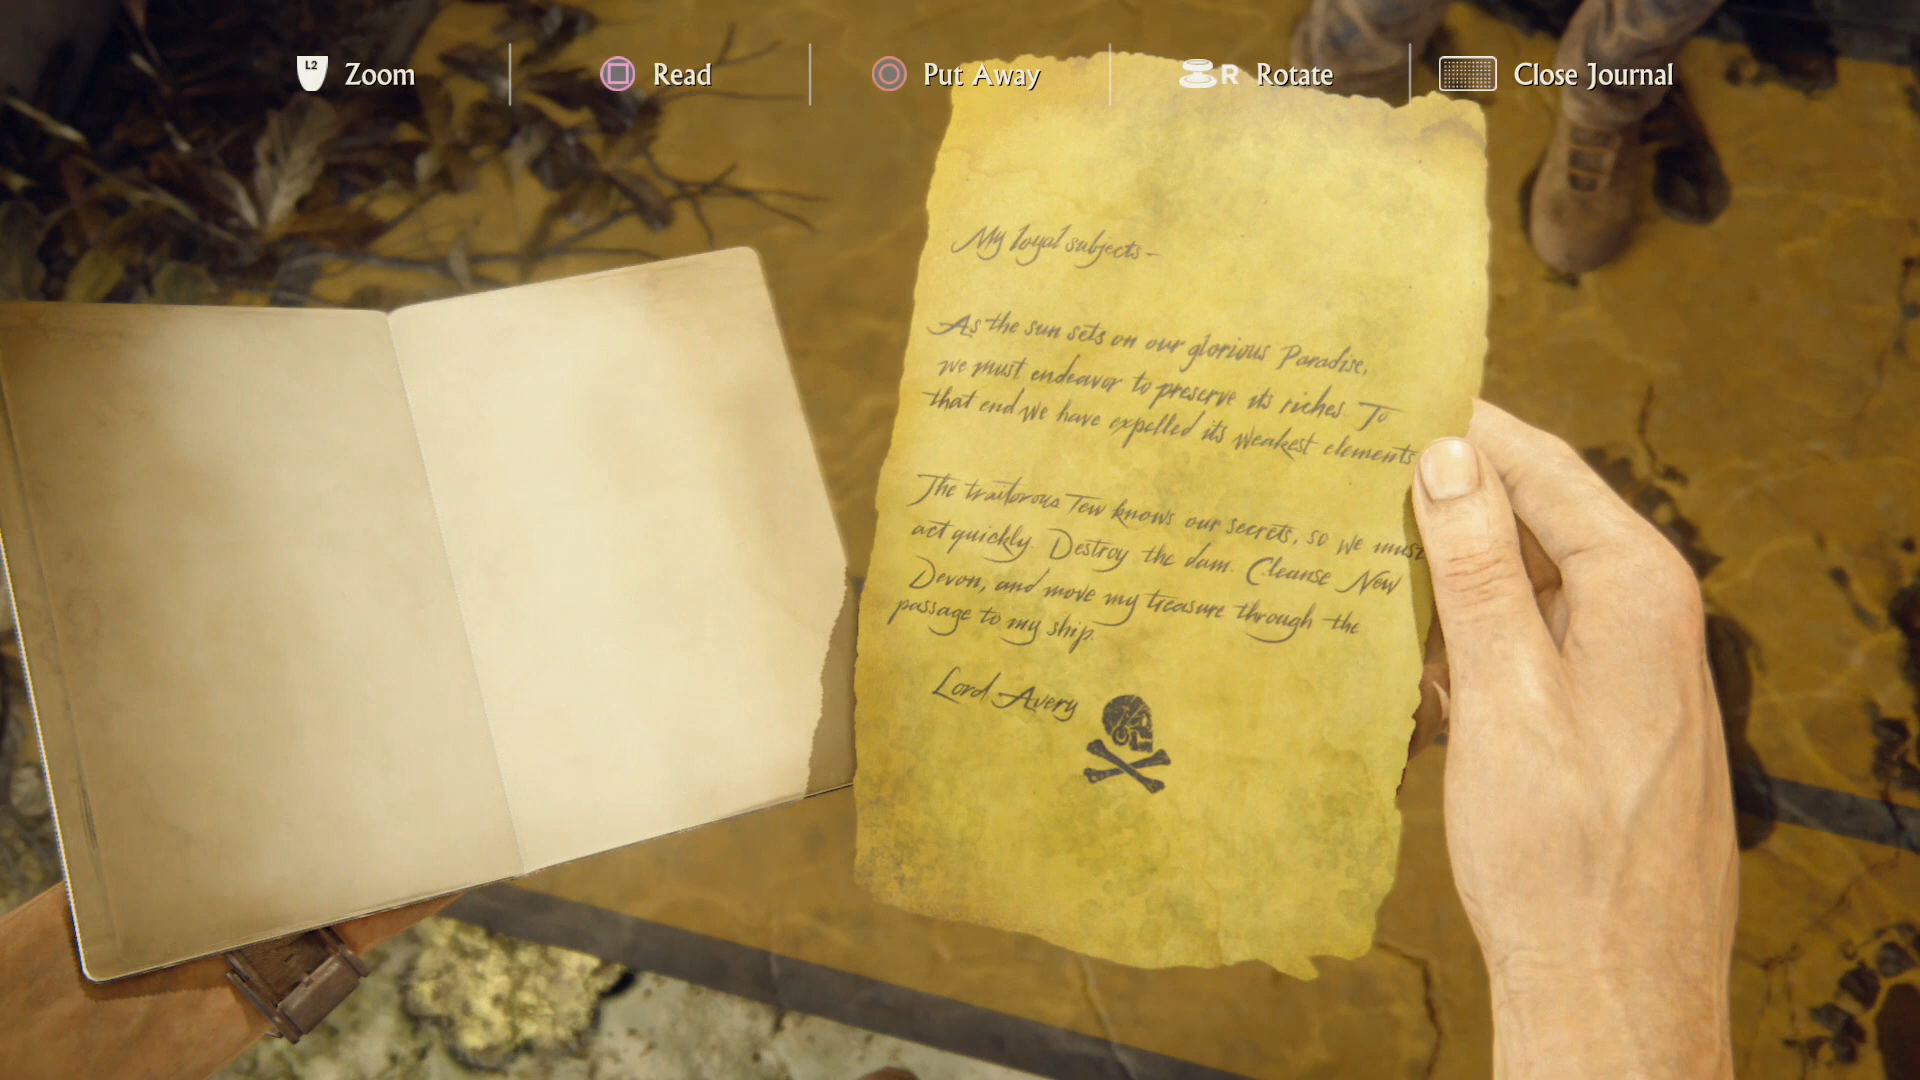 L2 Zoom
Read
Put Away
R Rotate
Close Journal
My loyal subjects -
As the sun sets on our glorious Paradise,
we must endeavor to preserve its riches. To
that end we have expelled its weakest elements
The traitorous Tew knows our secrets, so we must
act quickly. Destroy the dam. Cleanse New
Devon, and move my treasure through the
passage to my ship.
Lord Avery